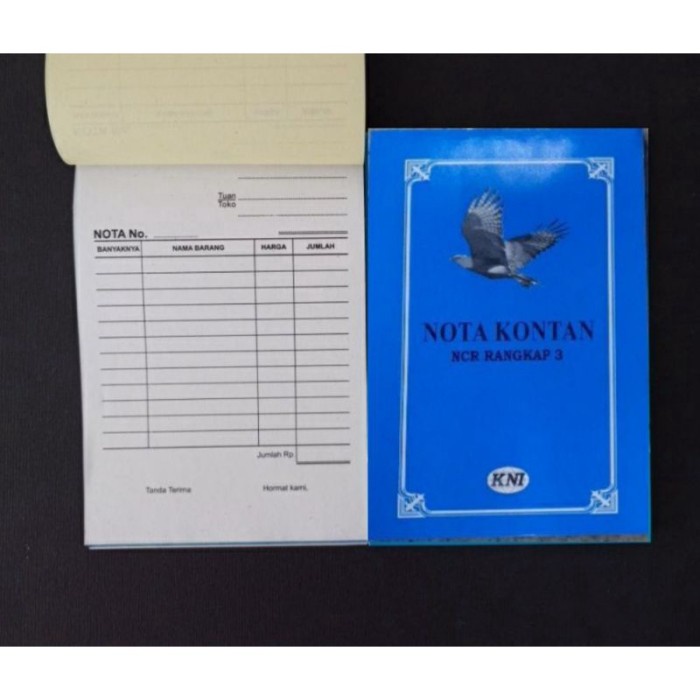 Tuan
Toko
NOTA No.
BANYAKNYA NAMA BARANG HARGA JUMLAH
Jumlah Rp.
Tanda Terima Hormat kami,
NOTA KONTAN
NCR RANGKAP 3
KNI